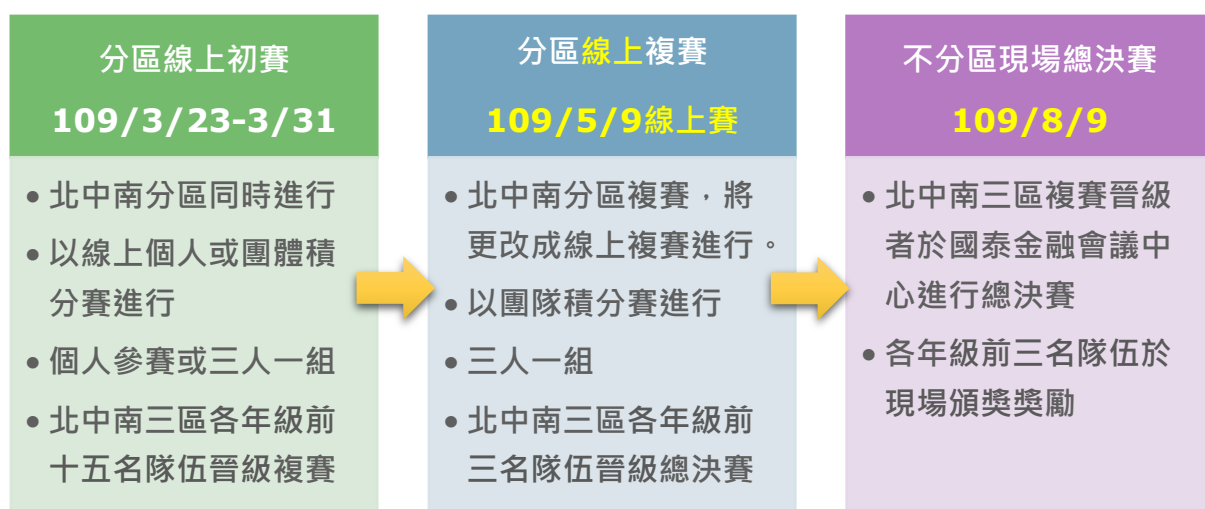 分區線上初賽
109/3/23-3/31
• 北中南分區同時進行
• 以線上個人或團體積
分賽進行
• 個人參賽或三人一組
• 北中南三區各年級前
十五名隊伍晉級複賽
分區線上複賽
109/5/9線上賽
• 北中南分區複賽，將
更改成線上複賽進行。
• 以團隊積分賽進行
• 三人一組
• 北中南三區各年級前
三名隊伍晉級總決賽
不分區現場總決賽
109/8/9
• 北中南三區複賽晉級
者於國泰金融會議中
心進行總決賽
• 各年級前三名隊伍於
現場頒獎獎勵